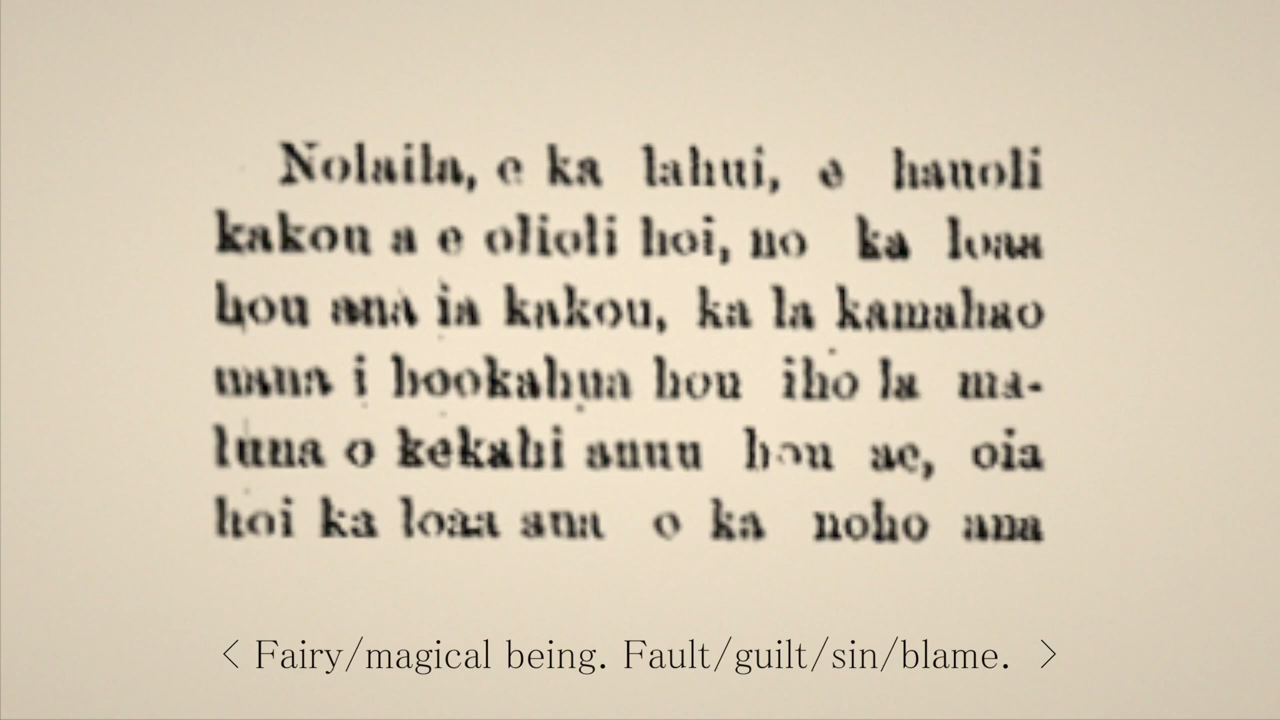 Nolaila, e ka lahui, e hauoli
kakou a e olioli hoi, no ka loaa
hou ana ia kakou, ka la kamahao
nana i hookahua hou iho la ma-
luna o kekahi anuu hou ae, oia
hoi ka loaa ana o ka noho ana
< Fairy/magical being. Fault/guilt/sin/blame. >